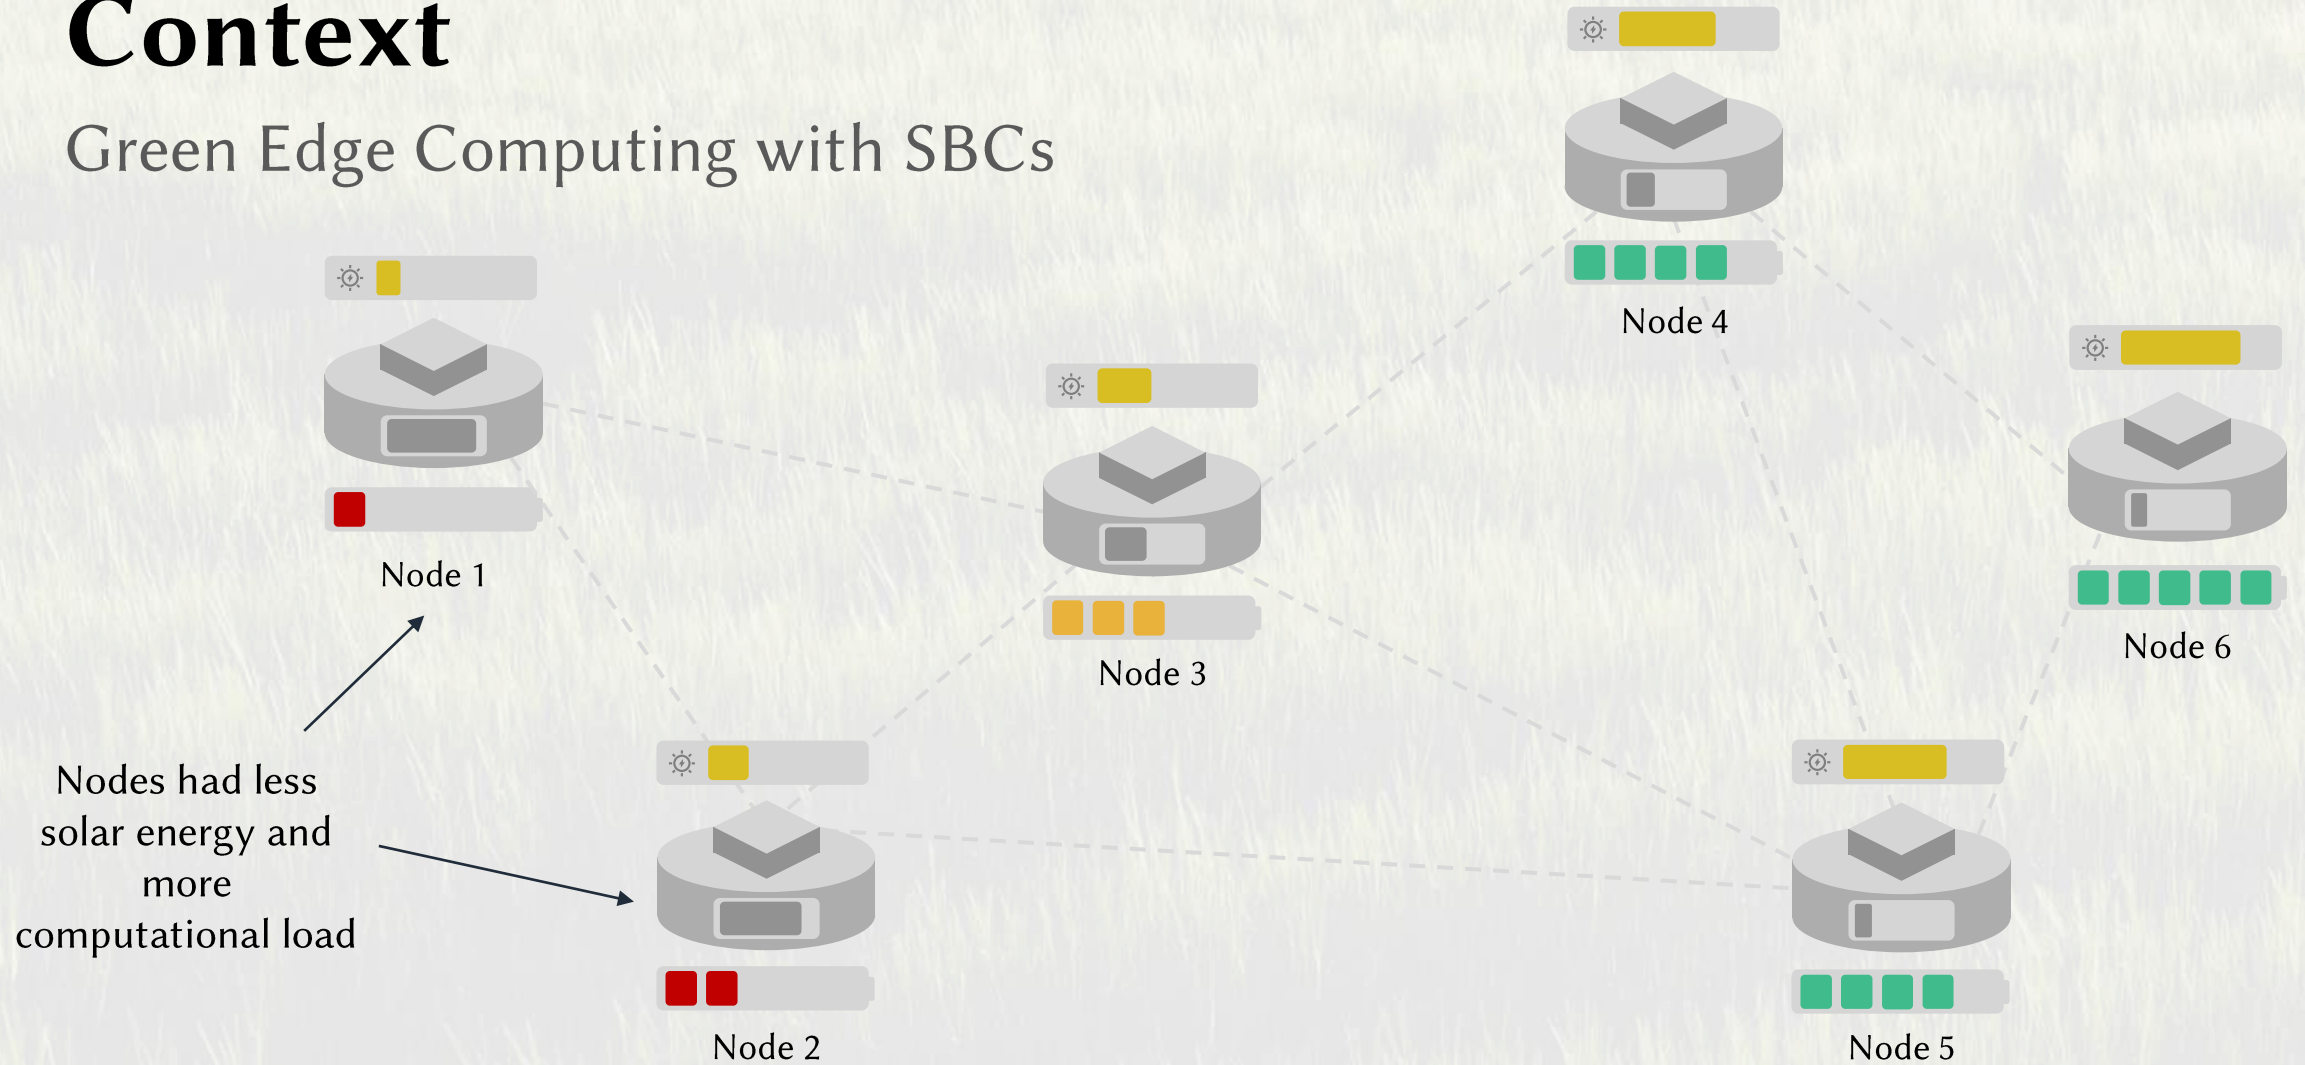 Context
Green Edge Computing with SBCs
Node 4
Node 1
Node 6
Node 3
Nodes had less
solar energy and
more
computational load
Node 2
Node 5